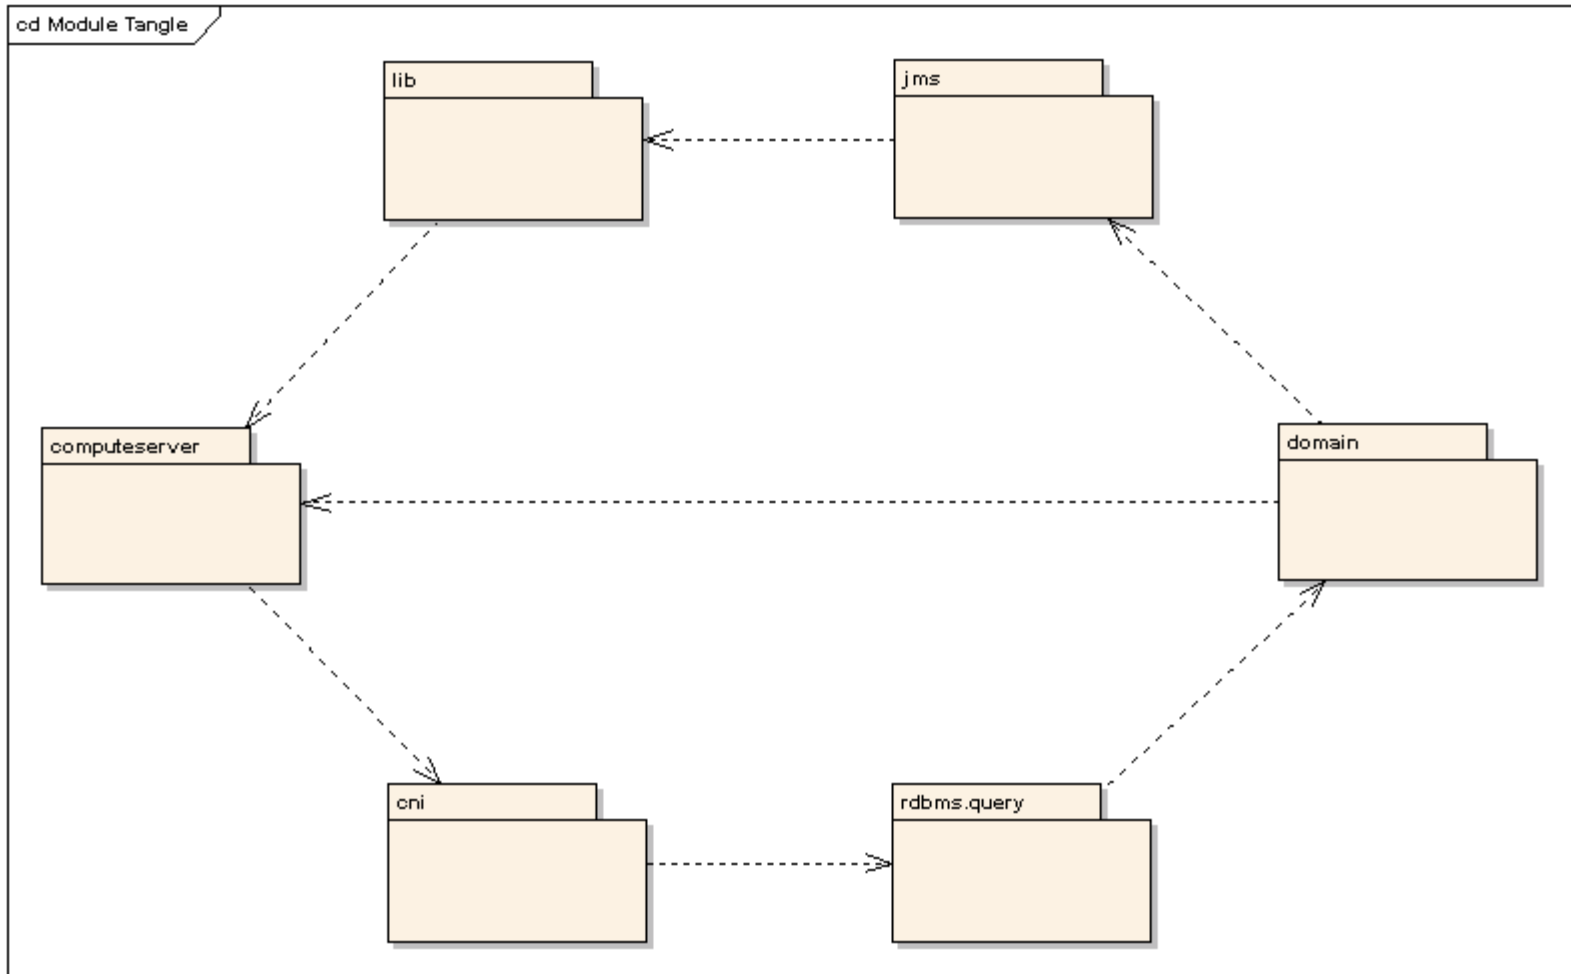 cd Module Tangle
lib
jms
computeserver
domain
cni
rdbms.query